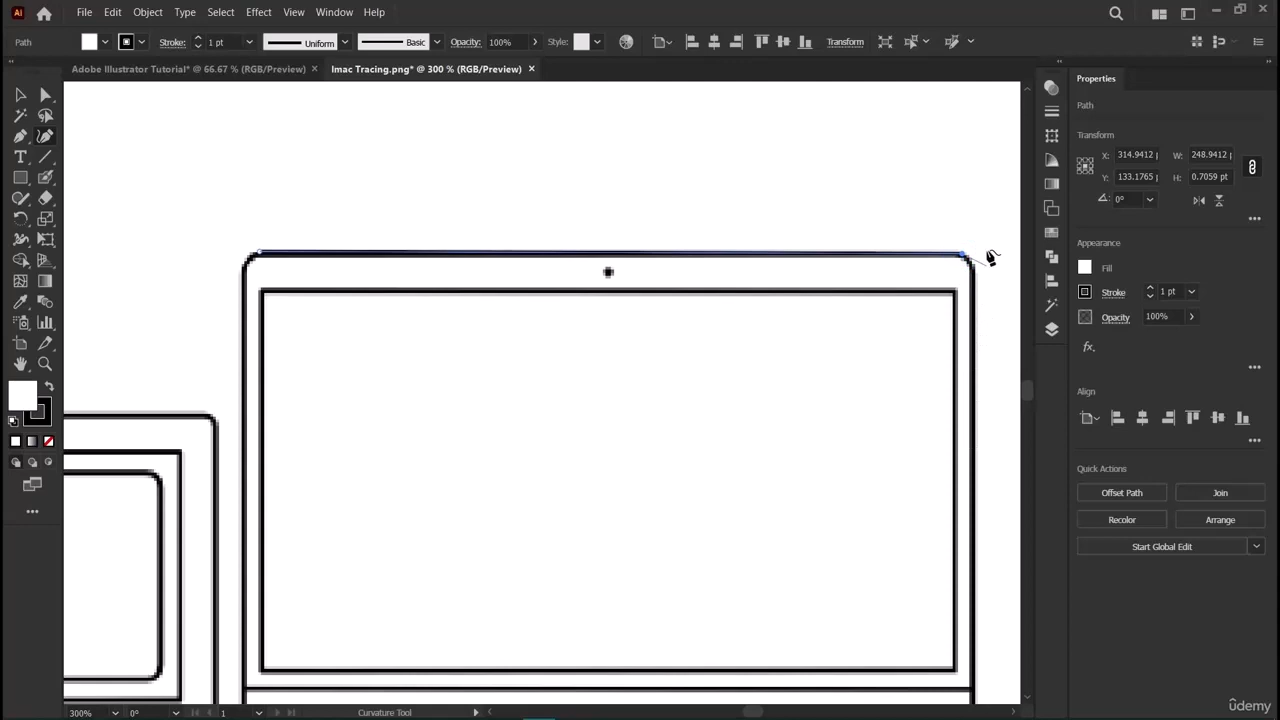 Ai File Edit Object Type Select Effect View Window Help
Path Stroke: 1 pt Uniform Basic Opacity: 100% Style: Transform
Adobe Illustrator Tutorial* @ 66.67 % (RGB/Preview) × Imac Tracing.png* @ 300 % (RGB/Preview) ×
Properties
Path
Transform
X: 314.9412 p W: 248.9412 p
Y: 133.1765 p H: 0.7059 pt
0°
Appearance
Fill
Stroke 1 pt
Opacity 100%
fx.
Align
Quick Actions
Offset Path Join
Recolor Arrange
Start Global Edit
300% 0° 1 Curvature Tool
ûdemy